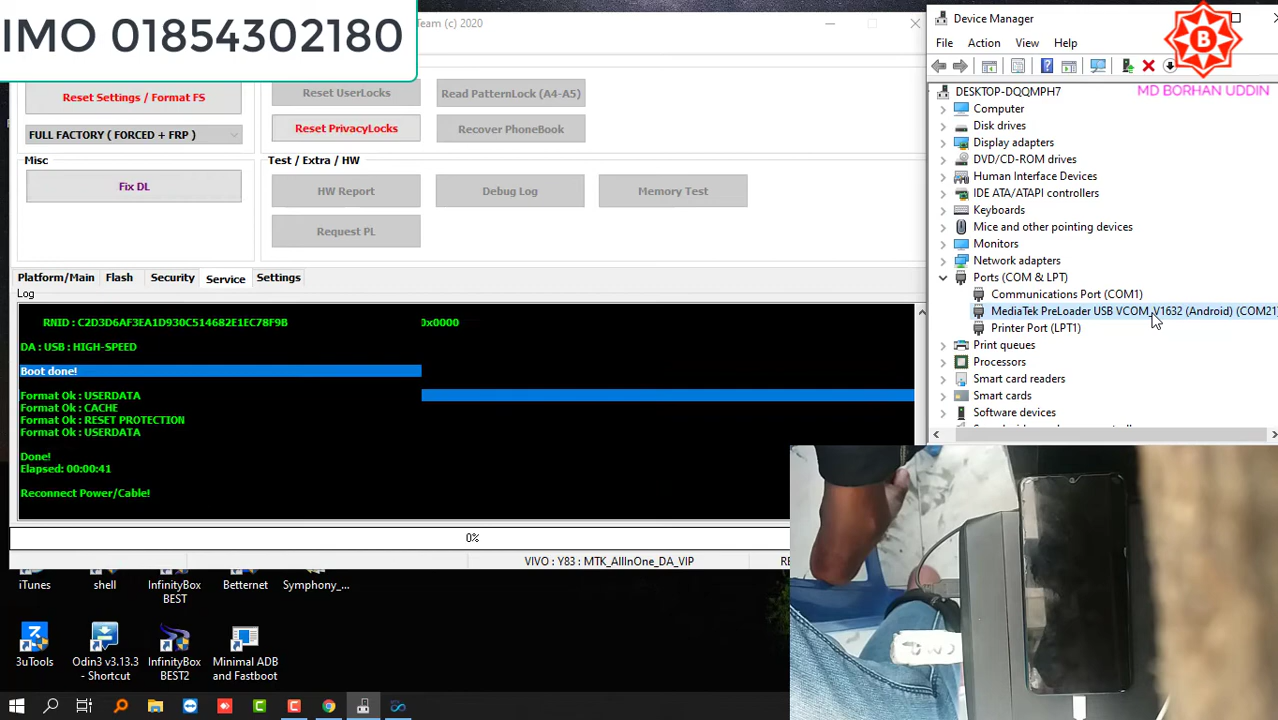 IMO 01854302180
Team (c) 2020
Reset Settings / Format FS
FULL FACTORY ( FORCED + FRP )
Misc
Fix DL
Reset UserLocks
Read PatternLock (A4-A5)
Reset PrivacyLocks
Recover PhoneBook
Test / Extra / HW
HW Report
Debug Log
Memory Test
Request PL
Platform/Main
Flash
Security
Service
Settings
Log
RNID : C2D3D6AF3EA1D930C514682E1EC78F9B
0x0000
DA : USB : HIGH-SPEED
Boot done!
Format Ok : USERDATA
Format Ok : CACHE
Format Ok : RESET PROTECTION
Format Ok : USERDATA
Done!
Elapsed: 00:00:41
Reconnect Power/Cable!
0%
VIVO : Y83 : MTK_AllInOne_DA_VIP
RE
iTunes
shell
InfinityBox
BEST
Betternet
Symphony_...
3uTools
Odin3 v3.13.3
- Shortcut
InfinityBox
BEST2
Minimal ADB
and Fastboot
Device Manager
File
Action
View
Help
B
MD BORHAN UDDIN
DESKTOP-DQQMPH7
Computer
Disk drives
Display adapters
DVD/CD-ROM drives
Human Interface Devices
IDE ATA/ATAPI controllers
Keyboards
Mice and other pointing devices
Monitors
Network adapters
Ports (COM & LPT)
Communications Port (COM1)
MediaTek PreLoader USB VCOM_V1632 (Android) (COM21)
Printer Port (LPT1)
Print queues
Processors
Smart card readers
Smart cards
Software devices